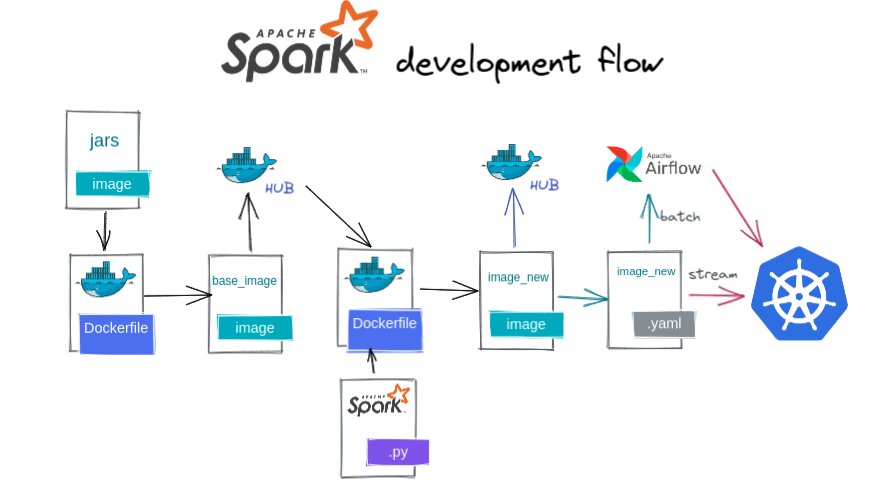 APACHE
Spark™ development flow
jars
image
HUB
HUB
Apache
Airflow
batch
Dockerfile
base_image
image
Dockerfile
image_new
image
image_new
.yaml
stream
APACHE
Spark
.py